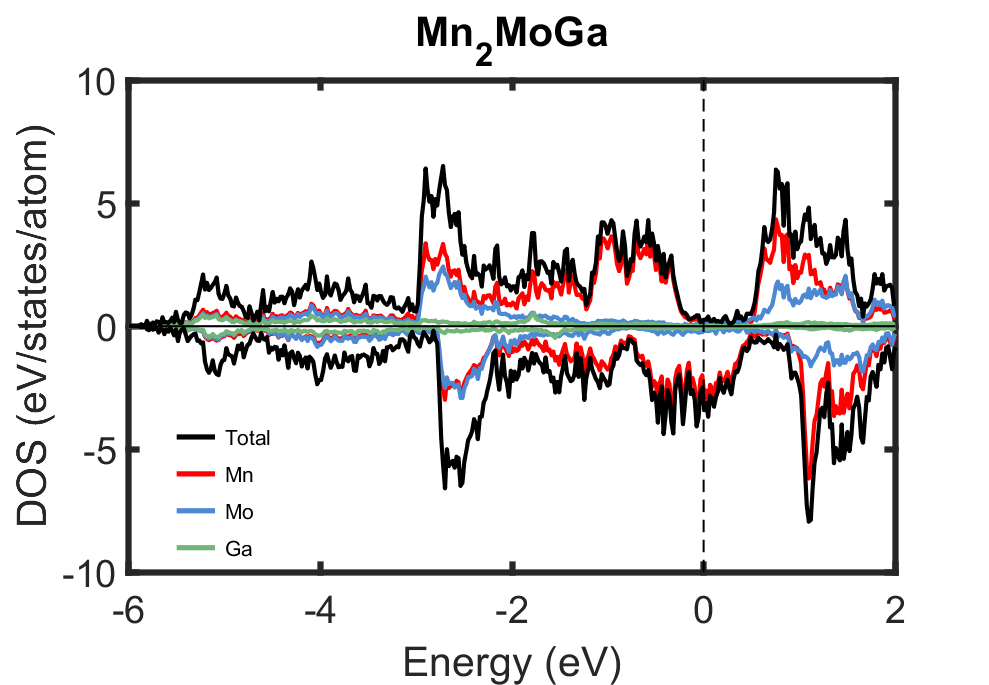 Mn₂MoGa
DOS (eV/states/atom)
10
5
0
-5
-10
Total
Mn
Mo
Ga
-6 -4 -2 0 2
Energy (eV)